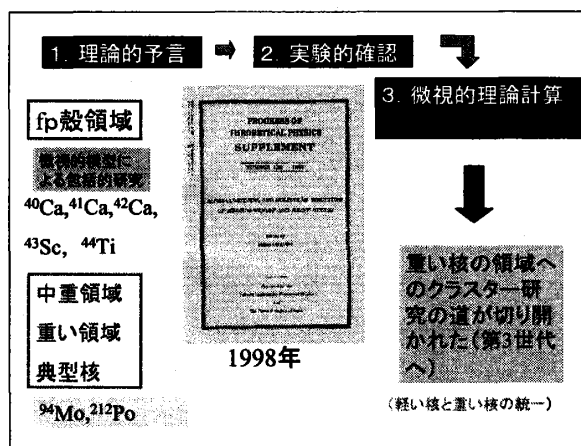 1. 理論的予言
2. 実験的確認
3. 微視的理論計算
fp殻領域
微視的模型に
よる包括的研究
⁴⁰Ca,⁴¹Ca,⁴²Ca,
⁴³Sc, ⁴⁴Ti
中重領域
重い領域
典型核
⁹⁴Mo,²¹²Po
PROGRESS OF
THEORETICAL PHYSICS
SUPPLEMENT
1998年
重い核の領域へ
のクラスター研
究の道が切り開
かれた(第3世代
へ)
(軽い核と重い核の統一)